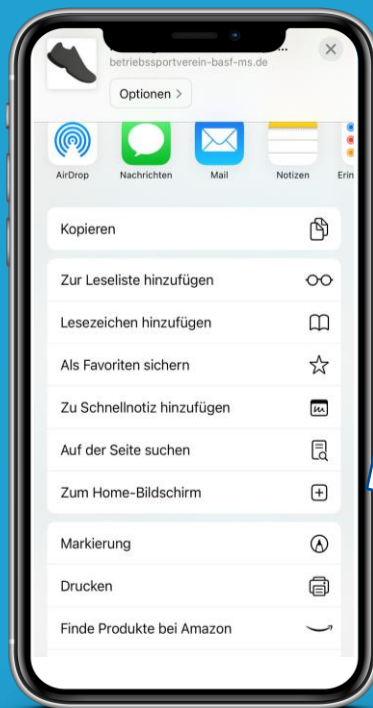 betriebssportverein-basf-ms.de
Optionen >
AirDrop
Nachrichten
Mail
Notizen
Kopieren
Zur Leseliste hinzufügen
Lesezeichen hinzufügen
Als Favoriten sichern
Zu Schnellnotiz hinzufügen
Auf der Seite suchen
Zum Home-Bildschirm
Markierung
Drucken
Finde Produkte bei Amazon